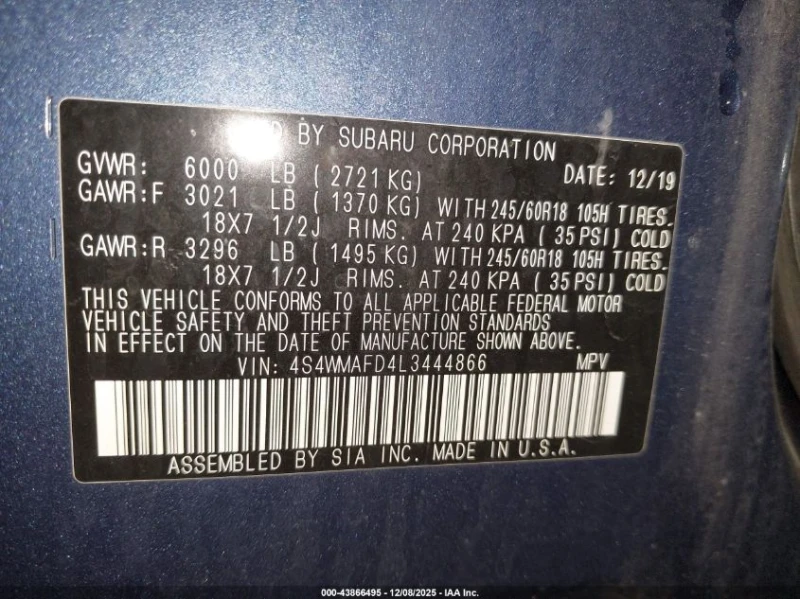 BY SUBARU CORPORATION
GVWR: 6000 LB ( 2721 KG) DATE: 12/19
GAWR:F 3021 LB ( 1370 KG) WITH 245/60R18 105H TIRES.
18X7 1/2J RIMS. AT 240 KPA ( 35 PSI) COLD
GAWR:R 3296 LB ( 1495 KG) WITH 245/60R18 105H TIRES.
18X7 1/2J RIMS. AT 240 KPA ( 35 PSI) COLD
THIS VEHICLE CONFORMS TO ALL APPLICABLE FEDERAL MOTOR
VEHICLE SAFETY AND THEFT PREVENTION STANDARDS
IN EFFECT ON THE DATE OF MANUFACTURE SHOWN ABOVE.
VIN: 4S4WMAFD4L3444866 MPV
ASSEMBLED BY SIA INC. MADE IN U.S.A.
000-43866495 - 12/08/2025 - IAA Inc.